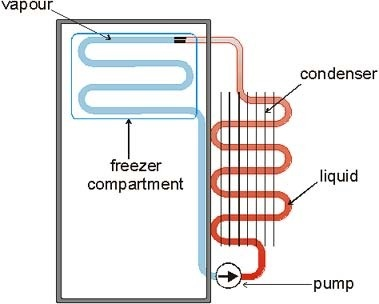 vapour
condenser
freezer
compartment
liquid
pump